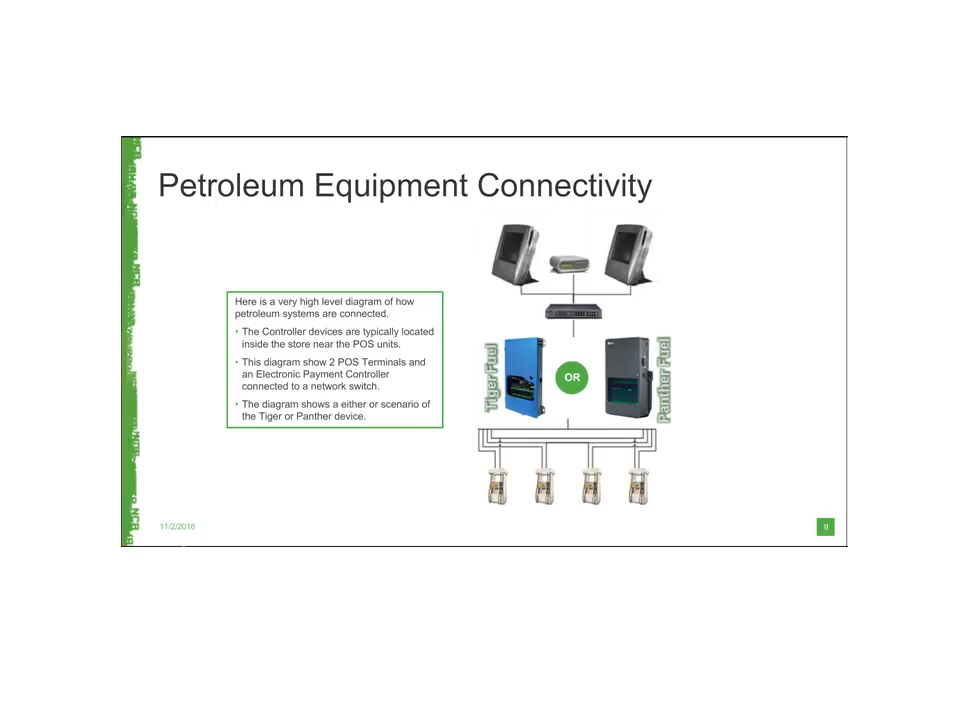 Petroleum Equipment Connectivity
Here is a very high level diagram of how
petroleum systems are connected.
• The Controller devices are typically located
inside the store near the POS units.
• This diagram show 2 POS Terminals and
an Electronic Payment Controller
connected to a network switch.
• The diagram shows a either or scenario of
the Tiger or Panther device.
Tiger Fuel
OR
Panther Fuel
11/2/2016
9